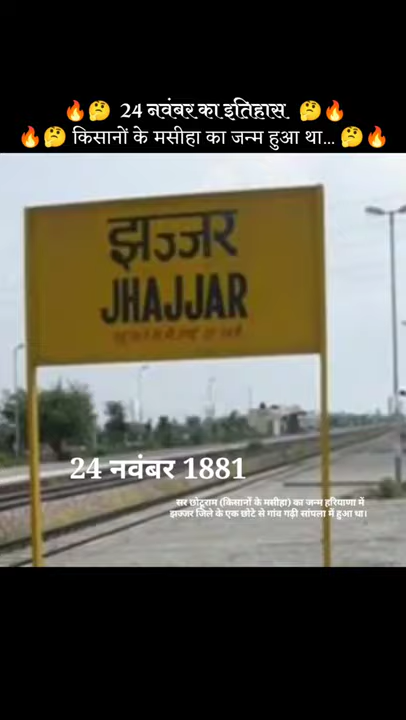 🔥🤔 24 नवंबर का इतिहास 🤔🔥
🔥🤔 किसानों के मसीहा का जन्म हुआ था... 🤔🔥
झज्जर
JHAJJAR
24 नवंबर 1881
सर छोटूराम (किसानों के मसीहा) का जन्म हरियाणा में
झज्जर जिले के एक छोटे से गांव गढ़ी सांपला में हुआ था।